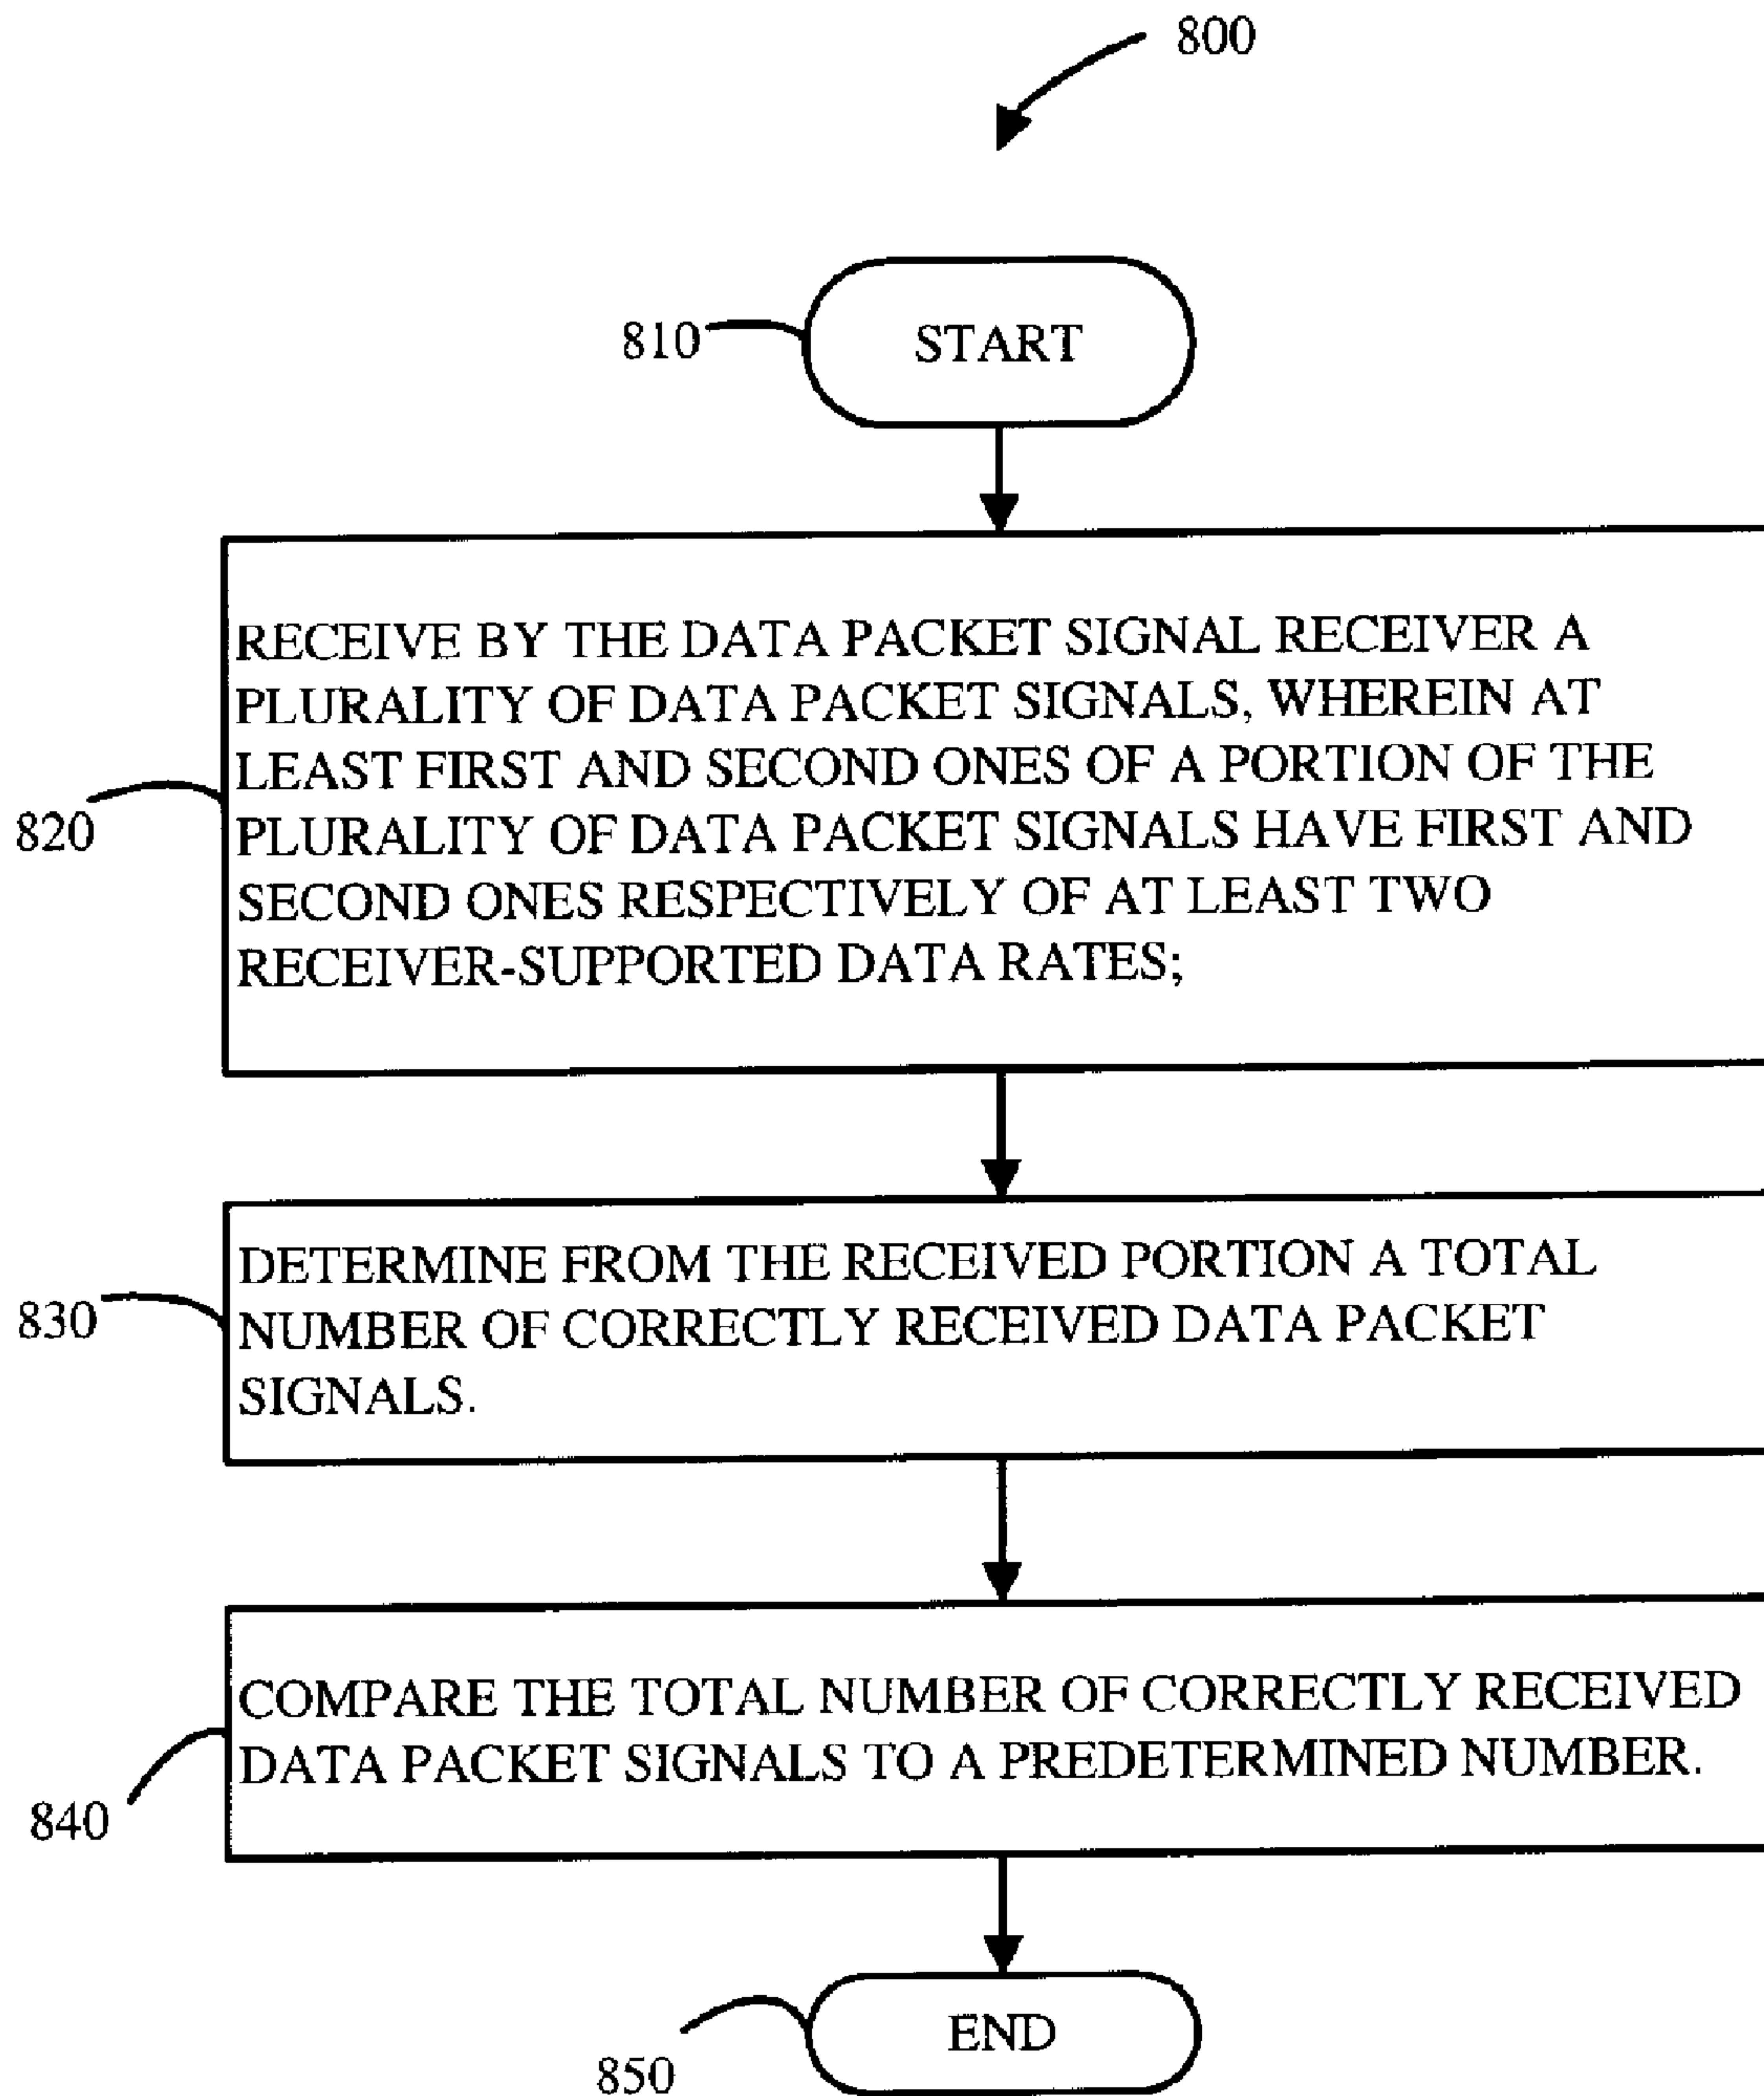 800
810
START
RECEIVE BY THE DATA PACKET SIGNAL RECEIVER A
PLURALITY OF DATA PACKET SIGNALS, WHEREIN AT
LEAST FIRST AND SECOND ONES OF A PORTION OF THE
PLURALITY OF DATA PACKET SIGNALS HAVE FIRST AND
SECOND ONES RESPECTIVELY OF AT LEAST TWO
RECEIVER-SUPPORTED DATA RATES;
820
DETERMINE FROM THE RECEIVED PORTION A TOTAL
NUMBER OF CORRECTLY RECEIVED DATA PACKET
SIGNALS.
830
COMPARE THE TOTAL NUMBER OF CORRECTLY RECEIVED
DATA PACKET SIGNALS TO A PREDETERMINED NUMBER.
840
END
850